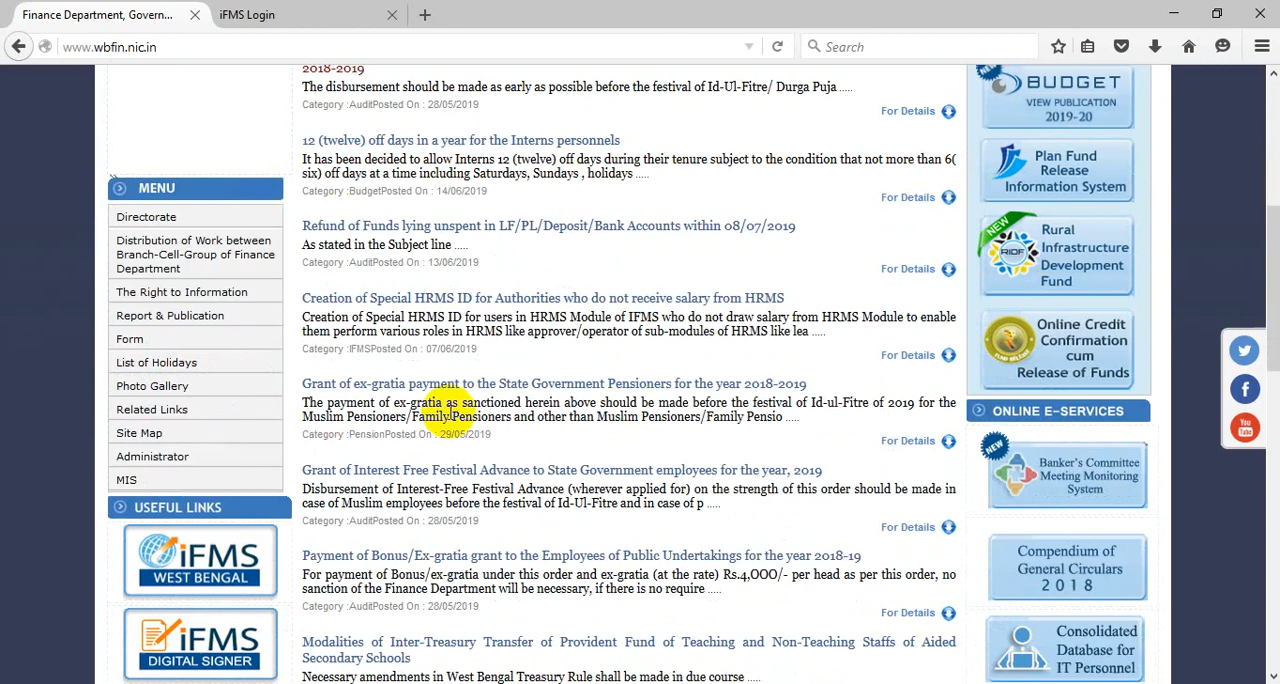 Finance Department, Govern...
iFMS Login
www.wbfin.nic.in
Search
2018-2019
The disbursement should be made as early as possible before the festival of Id-Ul-Fitre/ Durga Puja .....
Category :AuditPosted On : 28/05/2019
For Details
12 (twelve) off days in a year for the Interns personnels
It has been decided to allow Interns 12 (twelve) off days during their tenure subject to the condition that not more than 6(
six) off days at a time including Saturdays, Sundays , holidays .....
Category :BudgetPosted On : 14/06/2019
For Details
Refund of Funds lying unspent in LF/PL/Deposit/Bank Accounts within 08/07/2019
As stated in the Subject line .....
Category :AuditPosted On : 13/06/2019
For Details
Creation of Special HRMS ID for Authorities who do not receive salary from HRMS
Creation of Special HRMS ID for users in HRMS Module of IFMS who do not draw salary from HRMS Module to enable
them perform various roles in HRMS like approver/operator of sub-modules of HRMS like lea .....
Category :IFMSPosted On : 07/06/2019
For Details
Grant of ex-gratia payment to the State Government Pensioners for the year 2018-2019
The payment of ex-gratia as sanctioned herein above should be made before the festival of Id-ul-Fitre of 2019 for the
Muslim Pensioners/Family Pensioners and other than Muslim Pensioners/Family Pensio .....
Category :PensionPosted On : 29/05/2019
For Details
Grant of Interest Free Festival Advance to State Government employees for the year, 2019
Disbursement of Interest-Free Festival Advance (wherever applied for) on the strength of this order should be made in
case of Muslim employees before the festival of Id-Ul-Fitre and in case of p .....
Category :AuditPosted On : 28/05/2019
For Details
Payment of Bonus/Ex-gratia grant to the Employees of Public Undertakings for the year 2018-19
For payment of Bonus/ex-gratia under this order and ex-gratia (at the rate) Rs.4,000/- per head as per this order, no
sanction of the Finance Department will be necessary, if there is no require .....
Category :AuditPosted On : 28/05/2019
For Details
Modalities of Inter-Treasury Transfer of Provident Fund of Teaching and Non-Teaching Staffs of Aided
Secondary Schools
Necessary amendments in West Bengal Treasury Rule shall be made in due course .....
MENU
Directorate
Distribution of Work between
Branch-Cell-Group of Finance
Department
The Right to Information
Report & Publication
Form
List of Holidays
Photo Gallery
Related Links
Site Map
Administrator
MIS
USEFUL LINKS
iFMS
WEST BENGAL
iFMS
DIGITAL SIGNER
BUDGET
VIEW PUBLICATION
2019-20
Plan Fund
Release
Information System
NEW
RIDF
Rural
Infrastructure
Development
Fund
Online Credit
Confirmation
cum
Release of Funds
ONLINE E-SERVICES
NEW
Banker's Committee
Meeting Monitoring
System
Compendium of
General Circulars
2018
Consolidated
Database for
IT Personnel
You
Tube